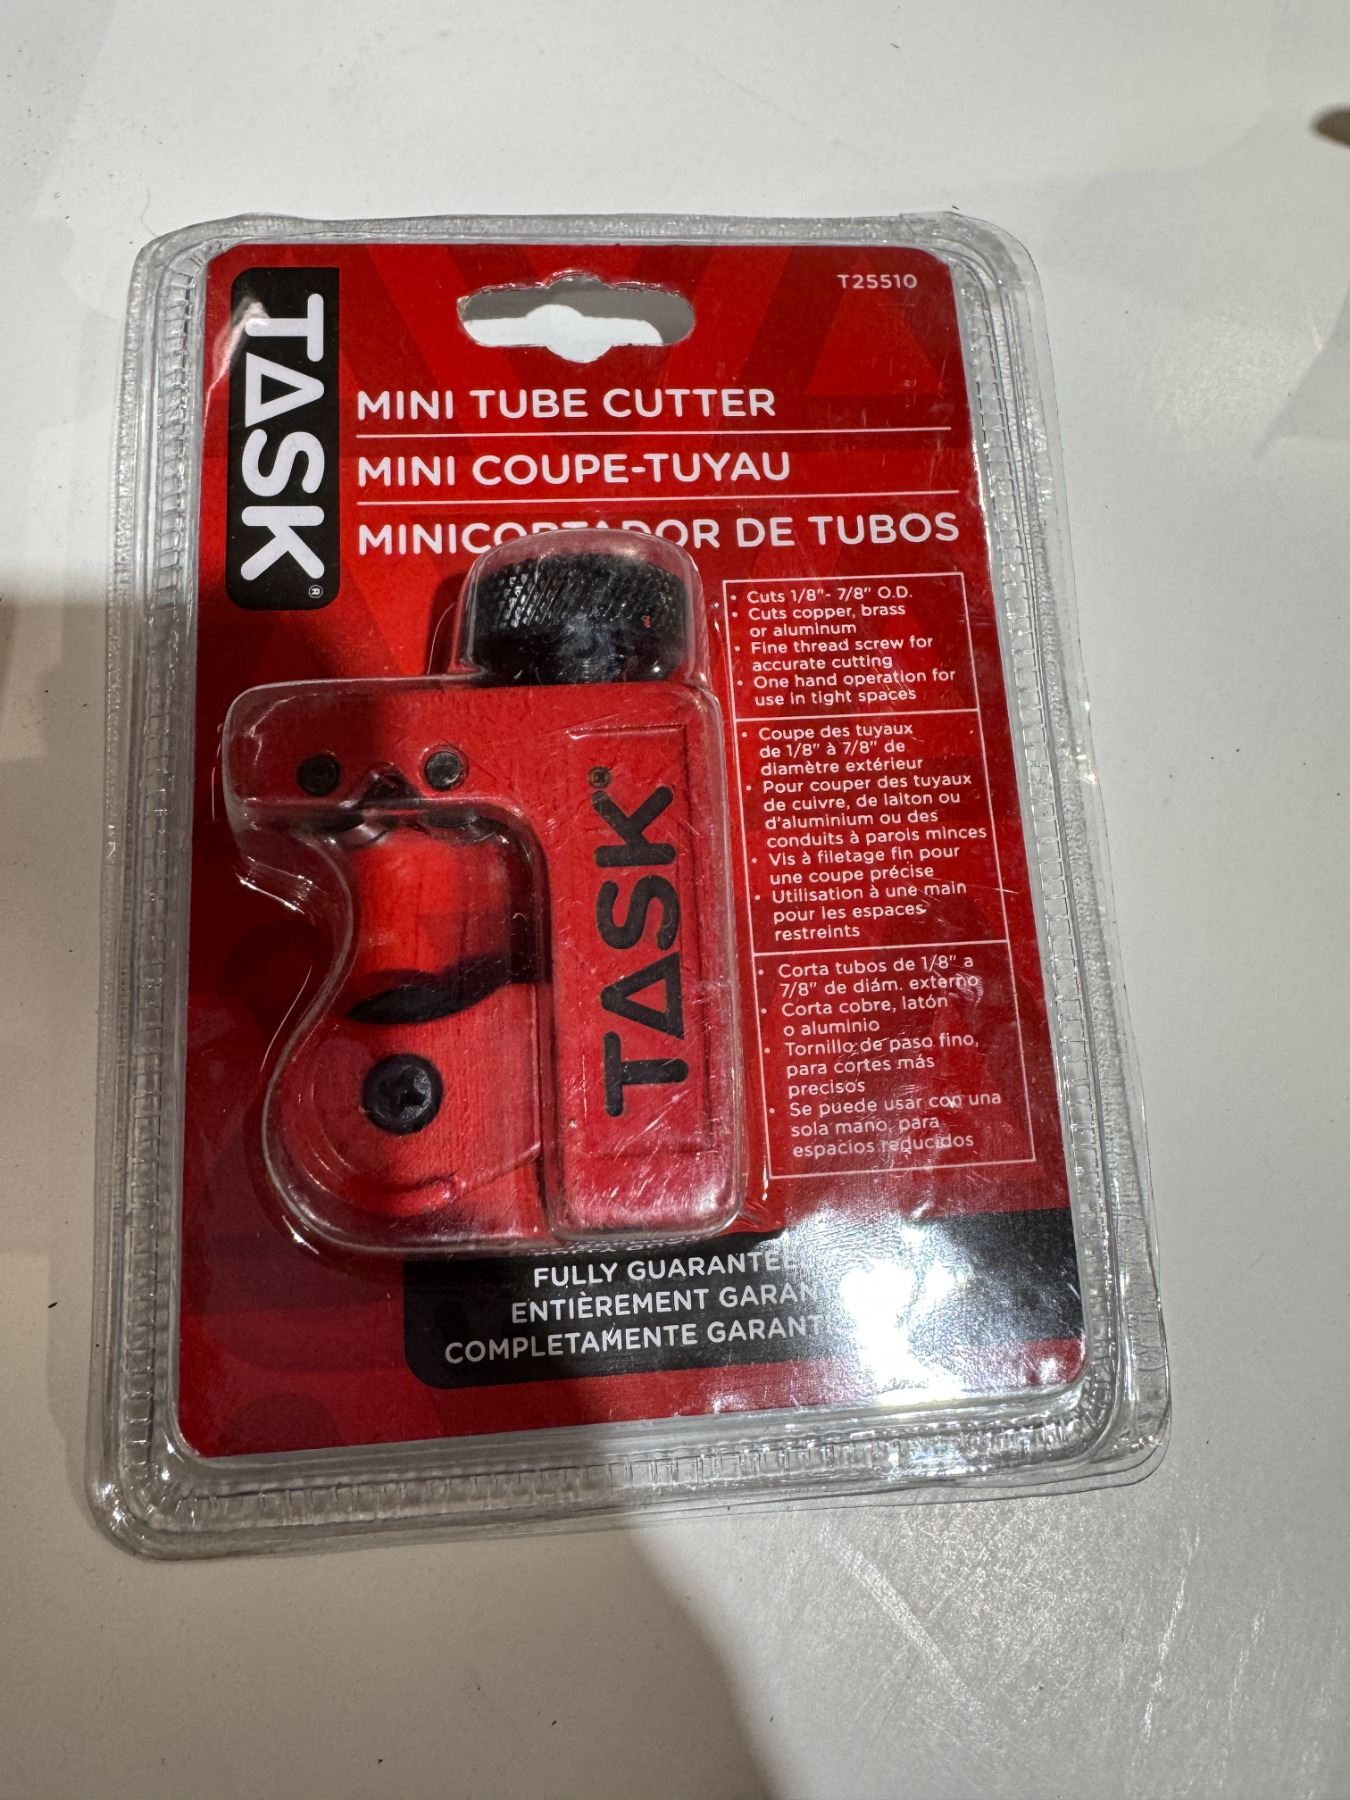 T25510
TASK®
MINI TUBE CUTTER
MINI COUPE-TUYAU
MINICORTADOR DE TUBOS
• Cuts 1/8"- 7/8" O.D.
• Cuts copper, brass
or aluminum
• Fine thread screw for
accurate cutting
• One hand operation for
use in tight spaces
• Coupe des tuyaux
de 1/8" à 7/8" de
diamètre extérieur
• Pour couper des tuyaux
de cuivre, de laiton ou
d'aluminium ou des
conduits à parois minces
• Vis à filetage fin pour
une coupe précise
• Utilisation à une main
pour les espaces
restreints
• Corta tubos de 1/8" a
7/8" de diám. externo
• Corta cobre, latón
o aluminio
• Tornillo de paso fino,
para cortes más
precisos
• Se puede usar con una
sola mano, para
espacios reducidos
TASK®
FULLY GUARANTEE
ENTIÈREMENT GARAN
COMPLETAMENTE GARANT